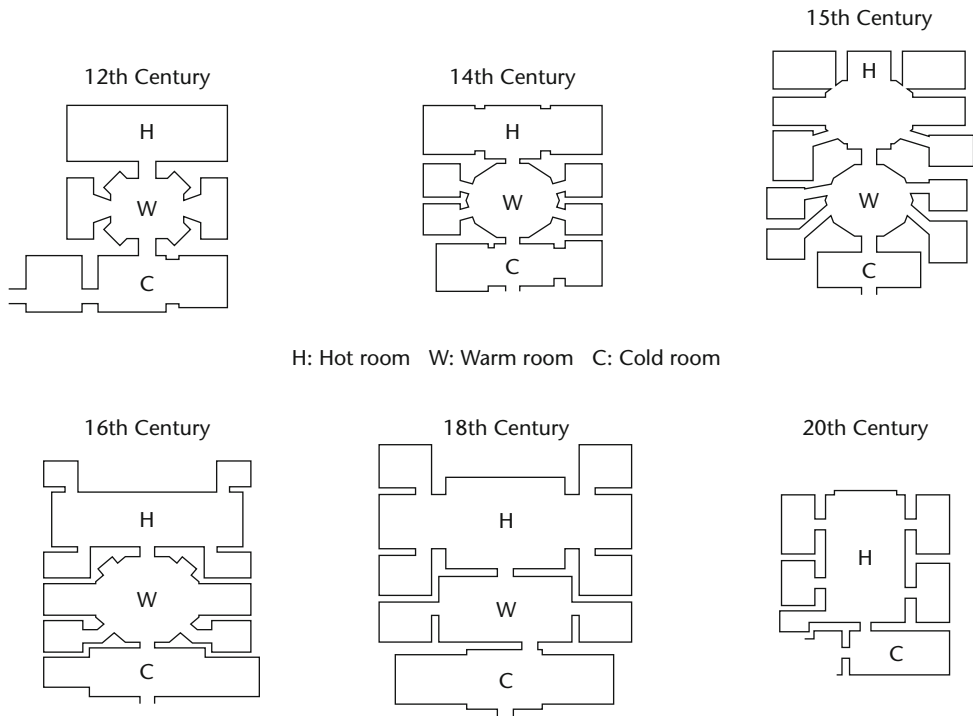 12th Century
H
W
C
14th Century
H
W
C
15th Century
H
W
C
H: Hot room W: Warm room C: Cold room
16th Century
H
W
C
18th Century
H
W
C
20th Century
H
C